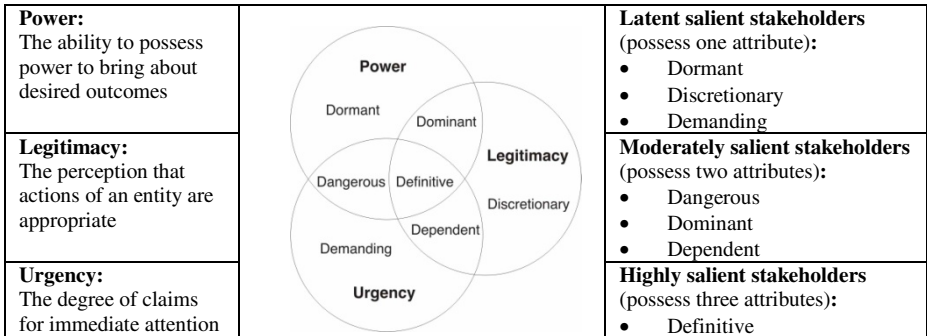 Power:
The ability to possess
power to bring about
desired outcomes
Legitimacy:
The perception that
actions of an entity are
appropriate
Urgency:
The degree of claims
for immediate attention
Power
Dormant
Dominant
Legitimacy
Dangerous
Definitive
Discretionary
Dependent
Demanding
Urgency
Latent salient stakeholders
(possess one attribute):
• Dormant
• Discretionary
• Demanding
Moderately salient stakeholders
(possess two attributes):
• Dangerous
• Dominant
• Dependent
Highly salient stakeholders
(possess three attributes):
• Definitive